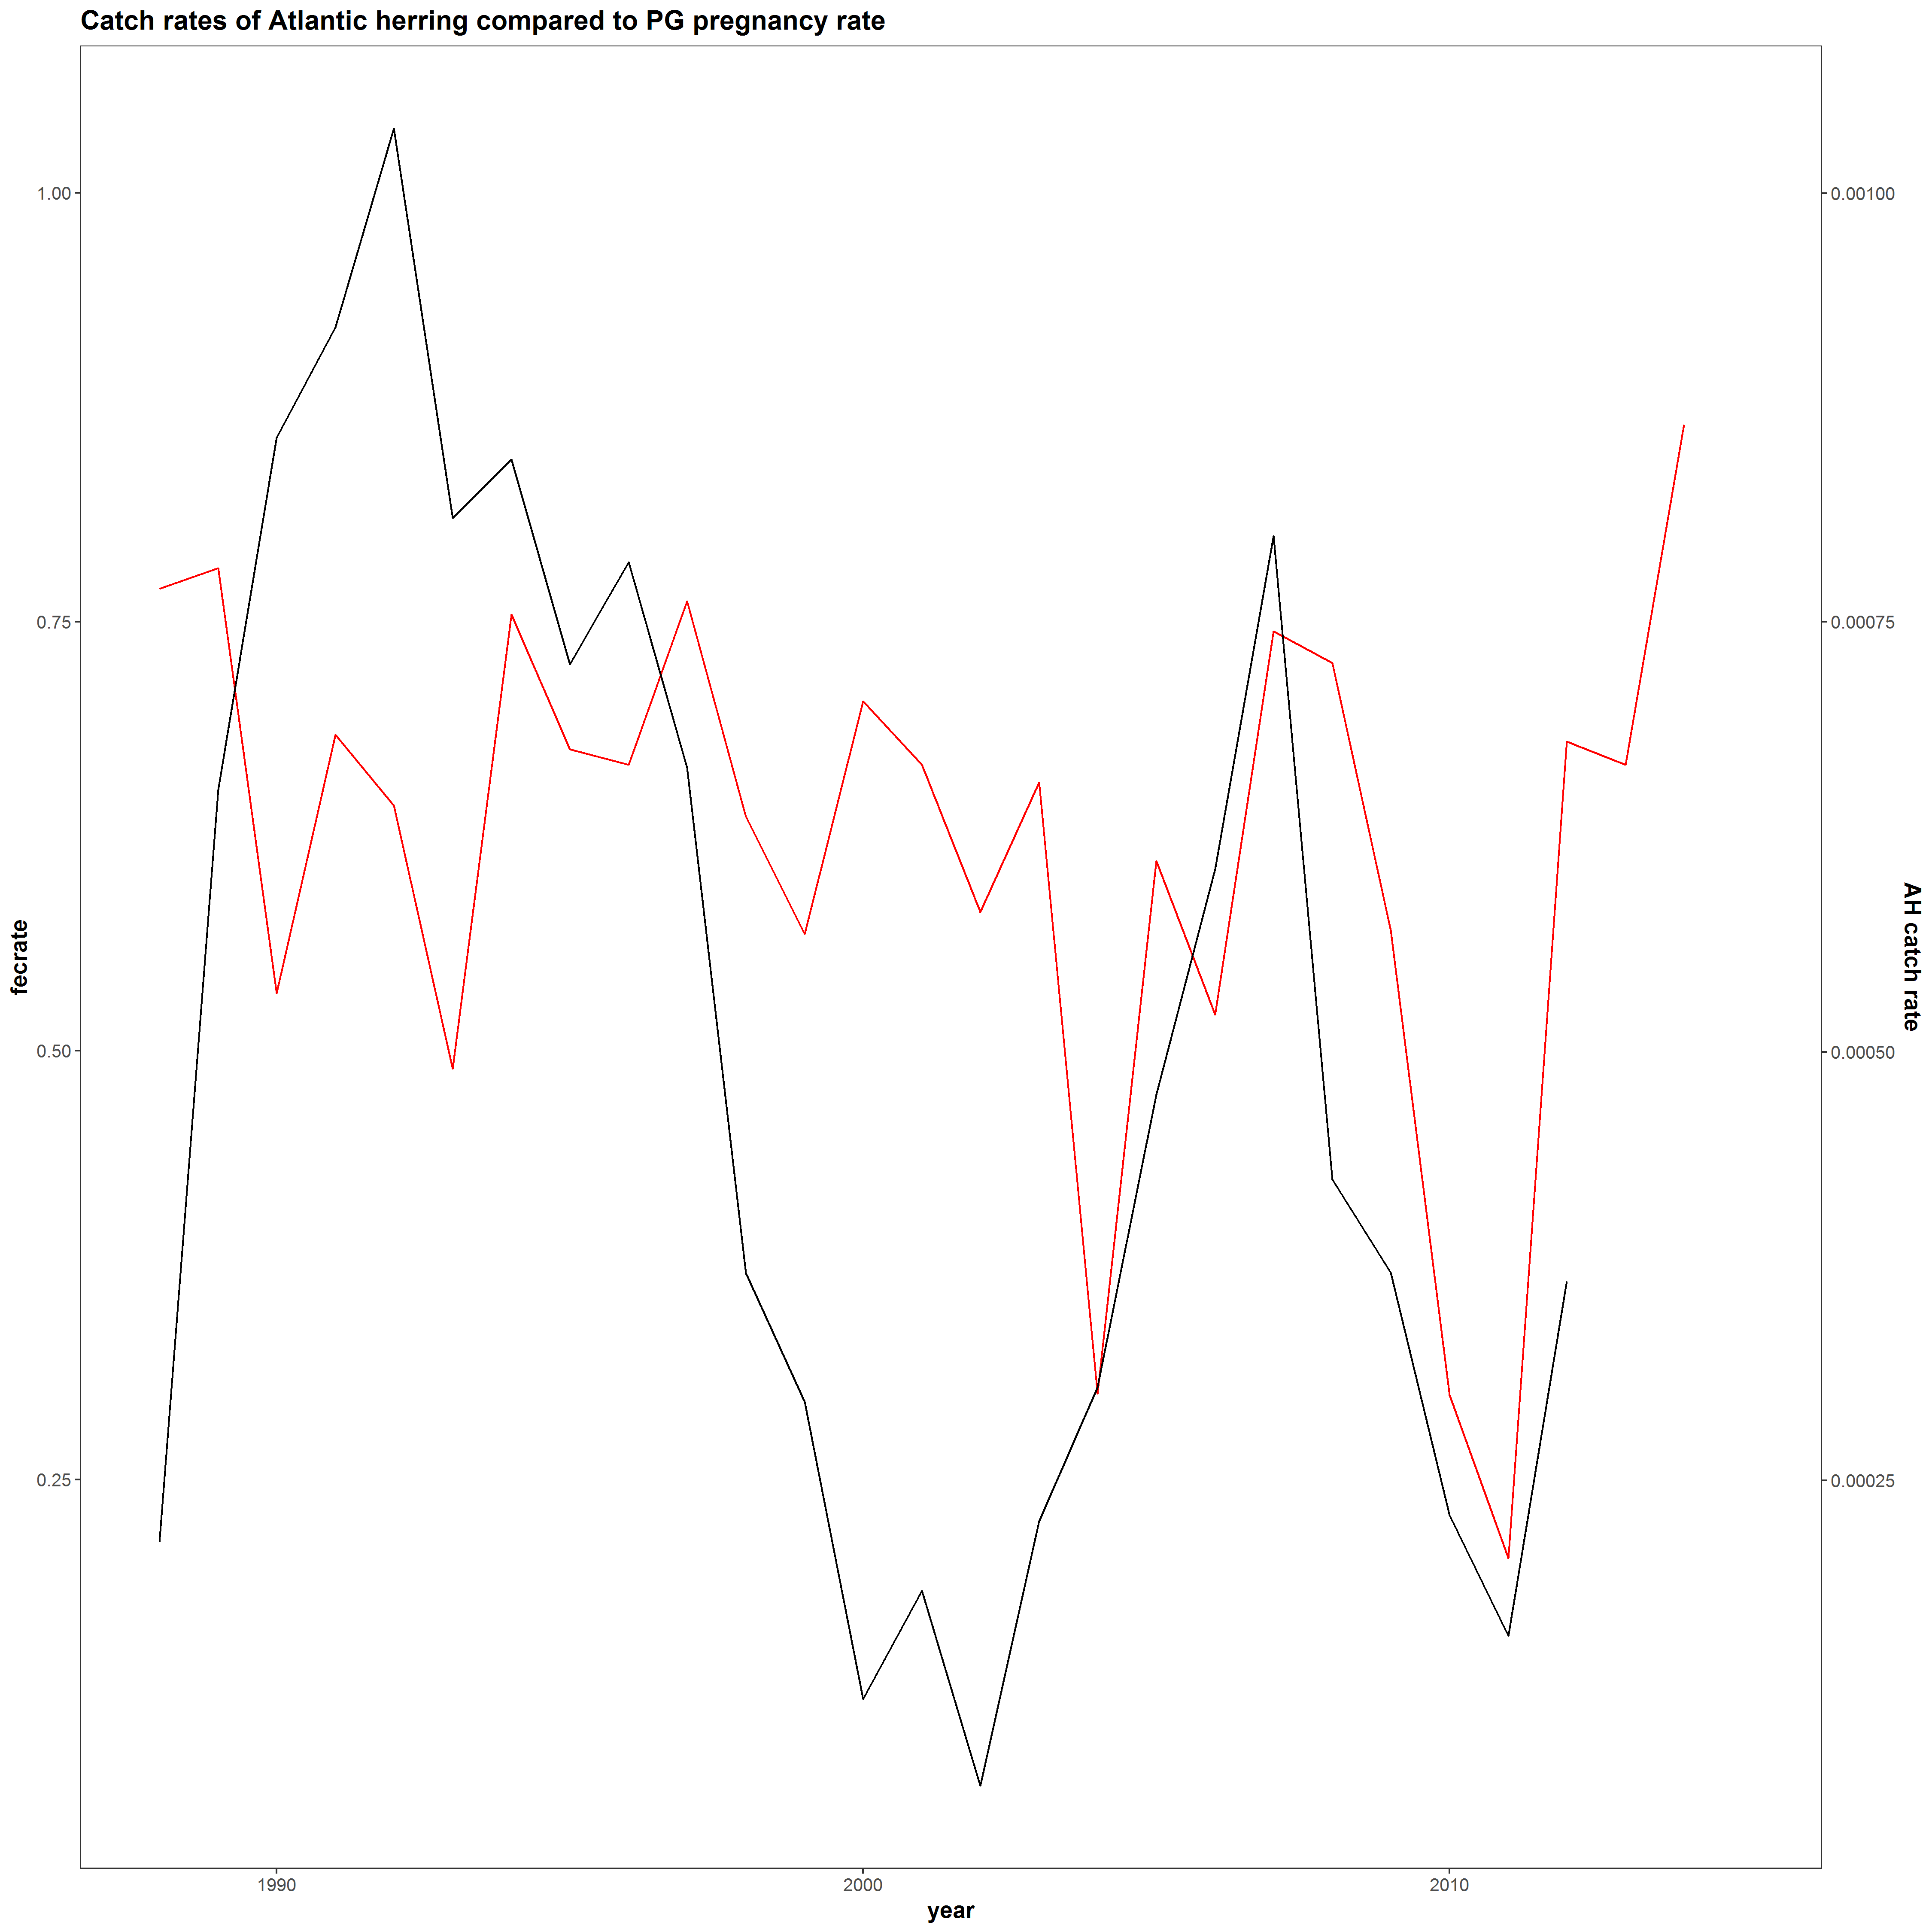 Catch rates of Atlantic herring compared to PG pregnancy rate
1.00
0.75
0.50
0.25
fecrate
0.00100
0.00075
0.00050
0.00025
AH catch rate
1990
2000
2010
year